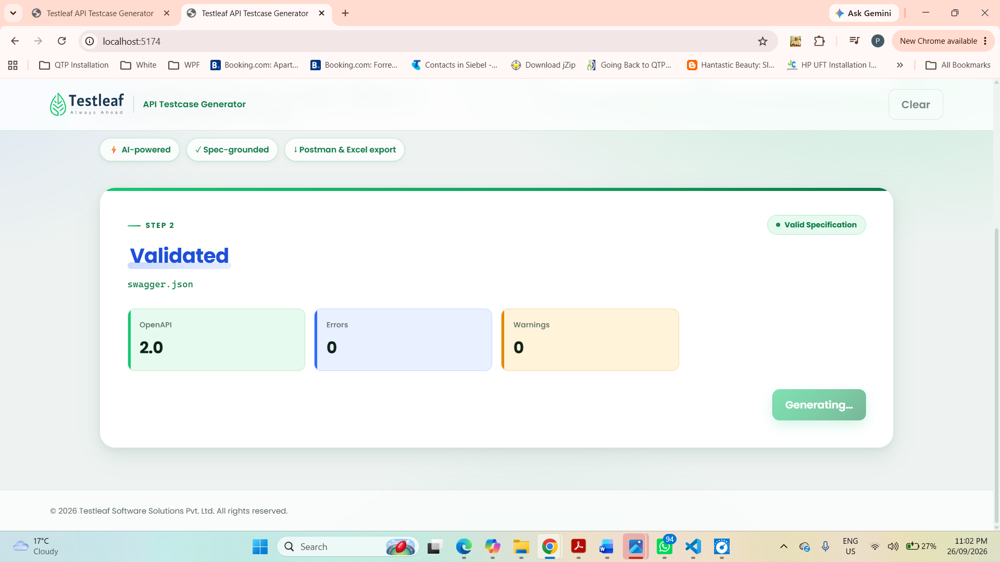 Testleaf API Testcase Generator
Testleaf API Testcase Generator
Ask Gemini
localhost:5174
P
New Chrome available
QTP Installation
White
WPF
B.
Booking.com: Apart...
B.
Booking.com: Forre...
Contacts in Siebel -...
Download jZip
Going Back to QTP...
Hantastic Beauty: Sl...
HP UFT Installation I...
All Bookmarks
Testleaf
Always Ahead
API Testcase Generator
Clear
AI-powered
✓ Spec-grounded
↓ Postman & Excel export
STEP 2
Valid Specification
Validated
swagger.json
OpenAPI
2.0
Errors
0
Warnings
0
Generating...
© 2026 Testleaf Software Solutions Pvt. Ltd. All rights reserved.
17°C
Cloudy
Search
94
ENG
US
27%
11:02 PM
26/09/2026